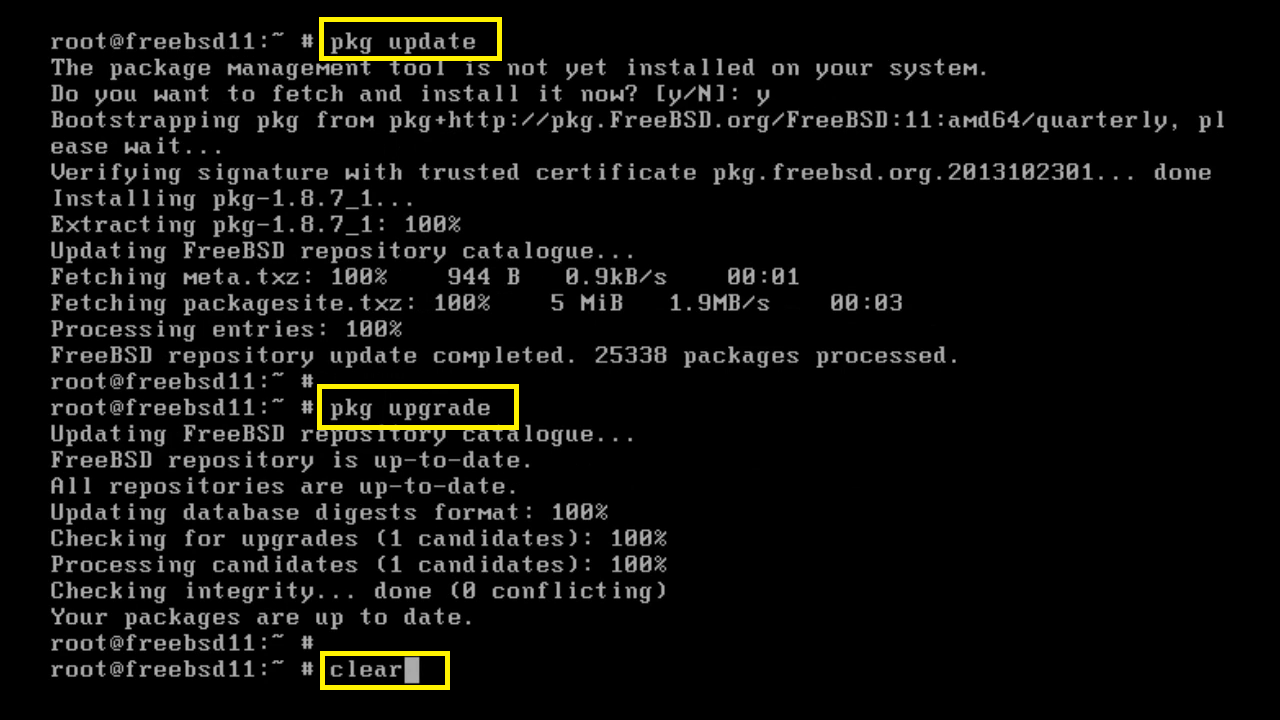 root@freebsd11:~ # pkg update
The package management tool is not yet installed on your system.
Do you want to fetch and install it now? [y/N]: y
Bootstrapping pkg from pkg+http://pkg.FreeBSD.org/FreeBSD:11:amd64/quarterly, pl
ease wait...
Verifying signature with trusted certificate pkg.freebsd.org.2013102301... done
Installing pkg-1.8.7_1...
Extracting pkg-1.8.7_1: 100%
Updating FreeBSD repository catalogue...
Fetching meta.txz: 100%    944 B   0.9kB/s    00:01
Fetching packagesite.txz: 100%    5 MiB   1.9MB/s    00:03
Processing entries: 100%
FreeBSD repository update completed. 25338 packages processed.
root@freebsd11:~ #
root@freebsd11:~ # pkg upgrade
Updating FreeBSD repository catalogue...
FreeBSD repository is up-to-date.
All repositories are up-to-date.
Updating database digests format: 100%
Checking for upgrades (1 candidates): 100%
Processing candidates (1 candidates): 100%
Checking integrity... done (0 conflicting)
Your packages are up to date.
root@freebsd11:~ #
root@freebsd11:~ # clear